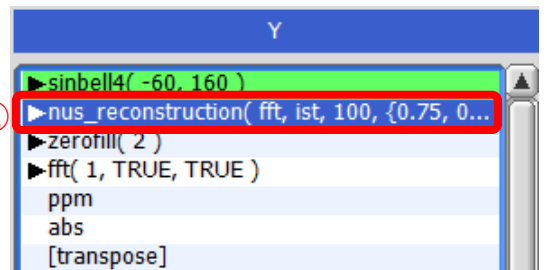 Y
▶sinbell4( -60, 160 )
▶nus_reconstruction( fft, ist, 100, {0.75, 0...
▶zerofill( 2 )
▶fft( 1, TRUE, TRUE )
ppm
abs
[transpose]